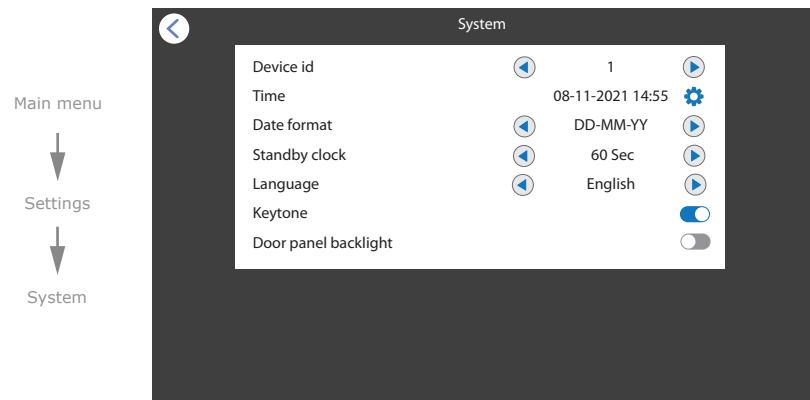 Main menu
Settings
System
System
Device id 1
Time 08-11-2021 14:55
Date format DD-MM-YY
Standby clock 60 Sec
Language English
Keytone
Door panel backlight